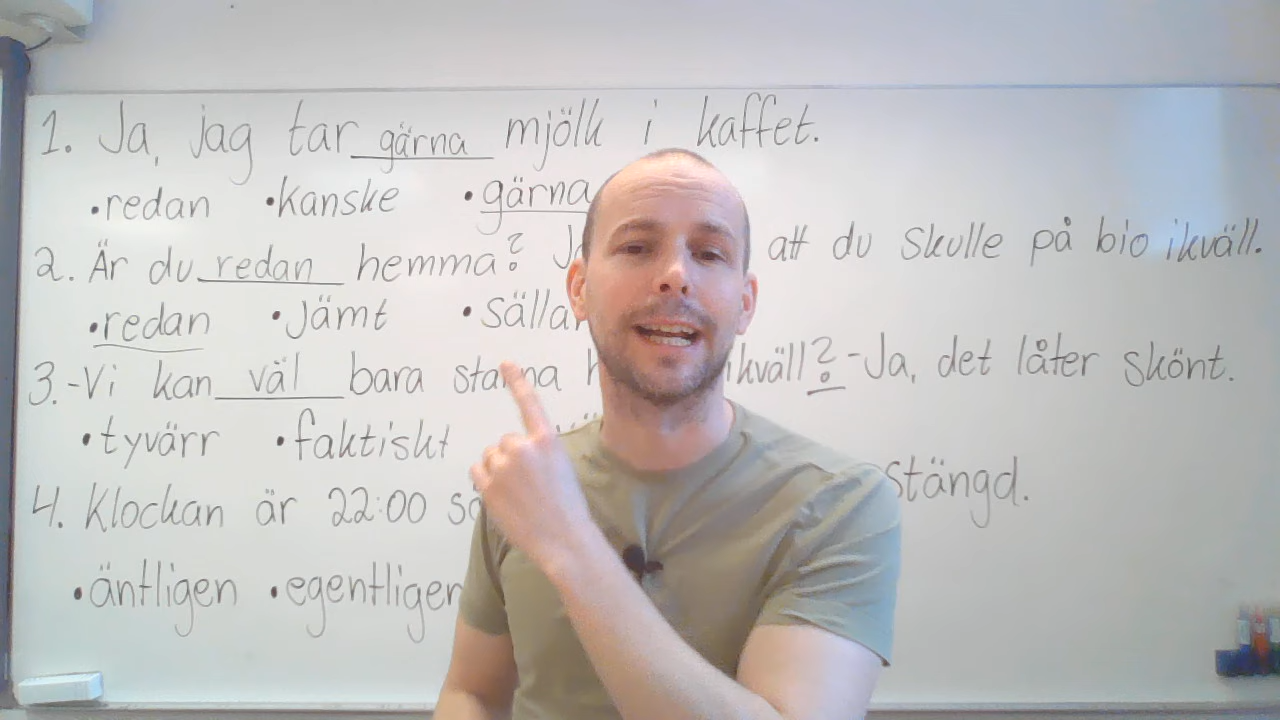 1. Ja, jag tar gärna mjölk i kaffet.
•redan •kanske •gärna
2. Är du redan hemma? att du skulle på bio ikväll.
•redan •Jämt •sällan
3. -Vi kan väl bara stanna ikväll? -Ja, det låter skönt.
•tyvärr •faktiskt
4. Klockan är 22:00 stängd.
•äntligen •egentligen